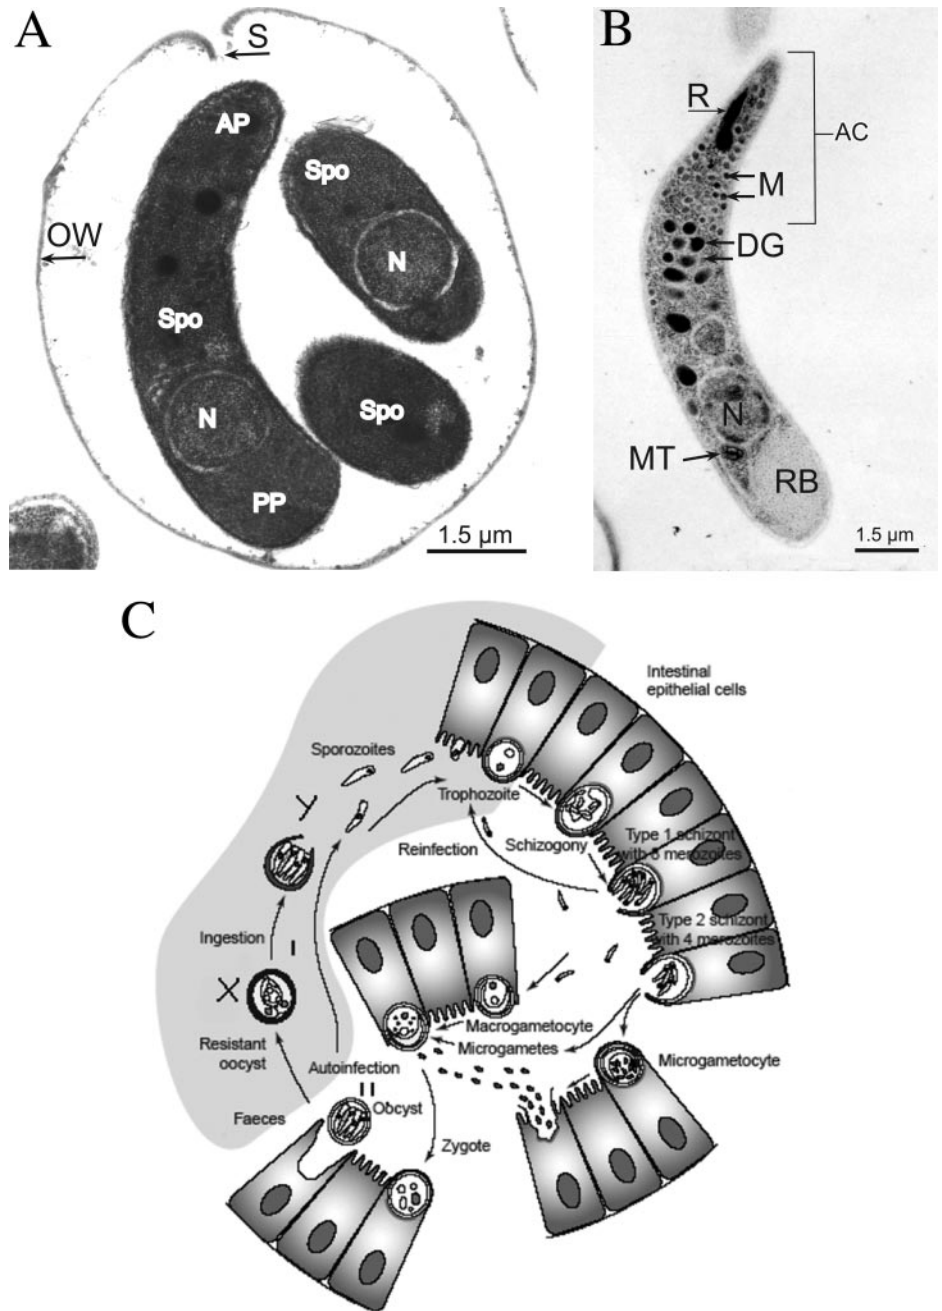 A
S
AP
Spo
OW
N
Spo
N
Spo
PP
1.5 µm
B
R
AC
M
DG
N
MT
RB
1.5 µm
C
Intestinal
epithelial cells
Sporozoites
Trophozoite
Schizogony
Reinfection
Type 1 schizont
with 8 merozoites
Type 2 schizont
with 4 merozoites
Y
Ingestion
I
X
Resistant
oocyst
Macrogametocyte
Microgametes
Microgametocyte
Autoinfection
II
Oocyst
Faeces
Zygote